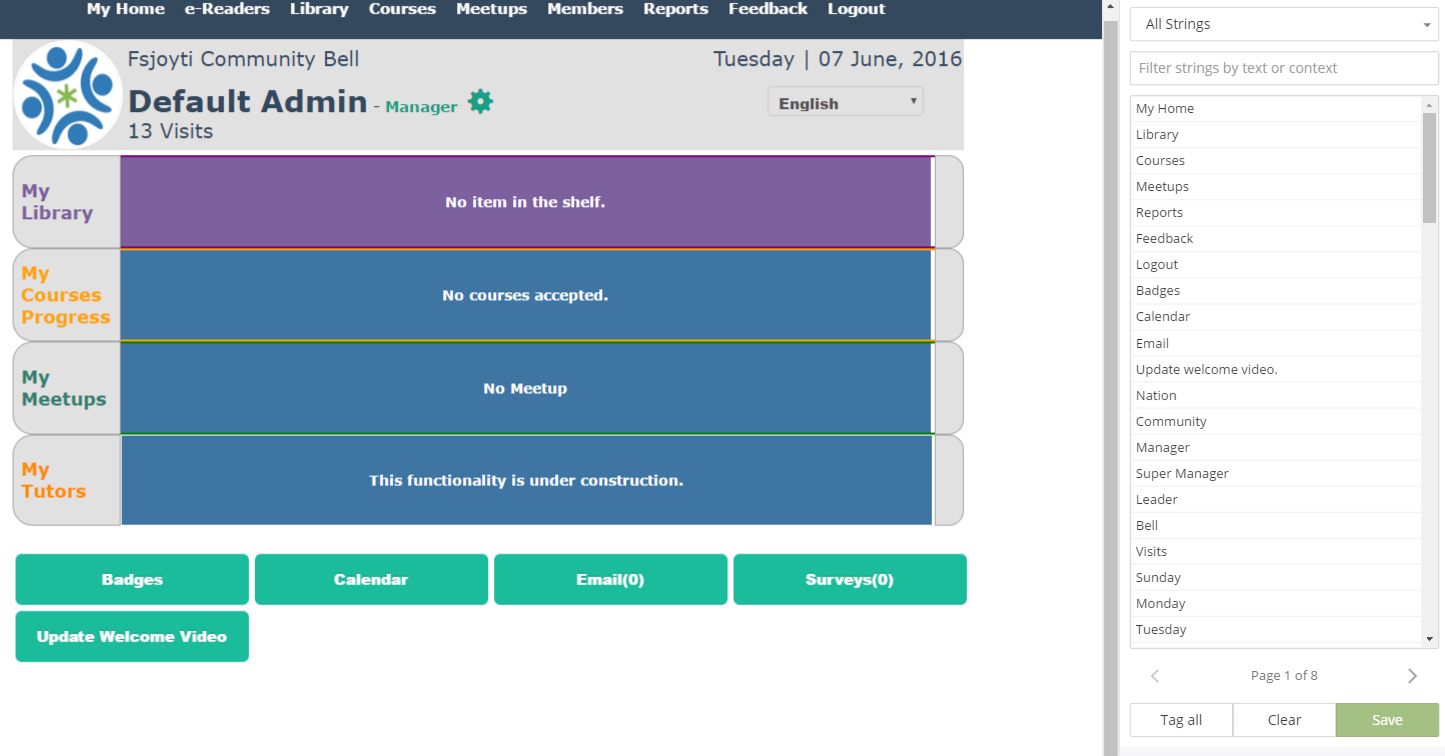 My Home e-Readers Library Courses Meetups Members Reports Feedback Logout
Fsjoyti Community Bell
Tuesday | 07 June, 2016
Default Admin - Manager
English
13 Visits
My
Library
No item in the shelf.
My
Courses
Progress
No courses accepted.
My
Meetups
No Meetup
My
Tutors
This functionality is under construction.
Badges
Calendar
Email(0)
Surveys(0)
Update Welcome Video
All Strings
Filter strings by text or context
My Home
Library
Courses
Meetups
Reports
Feedback
Logout
Badges
Calendar
Email
Update welcome video.
Nation
Community
Manager
Super Manager
Leader
Bell
Visits
Sunday
Monday
Tuesday
Page 1 of 8
Tag all
Clear
Save